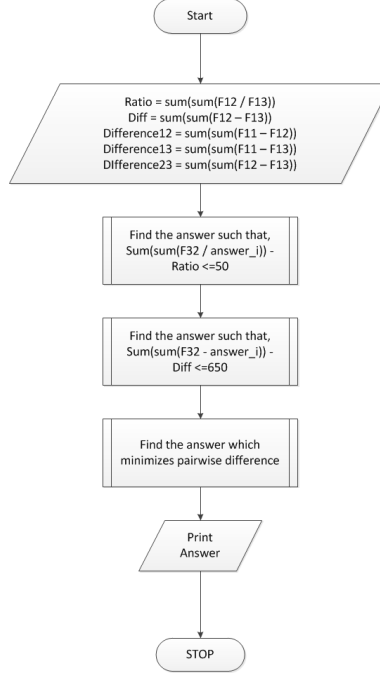 Start
Ratio = sum(sum(F12 / F13))
Diff = sum(sum(F12 – F13))
Difference12 = sum(sum(F11 – F12))
Difference13 = sum(sum(F11 – F13))
DIfference23 = sum(sum(F12 – F13))
Find the answer such that,
Sum(sum(F32 / answer_i)) -
Ratio <=50
Find the answer such that,
Sum(sum(F32 - answer_i)) -
Diff <=650
Find the answer which
minimizes pairwise difference
Print
Answer
STOP